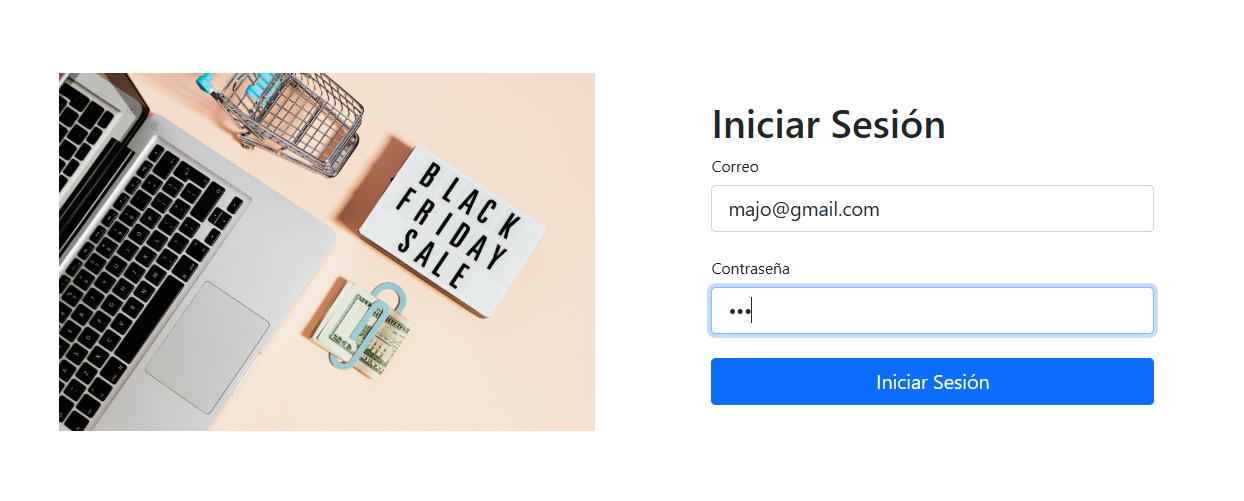 BLACK
FRIDAY
SALE
Iniciar Sesión
Correo
majo@gmail.com
Contraseña
•••
Iniciar Sesión